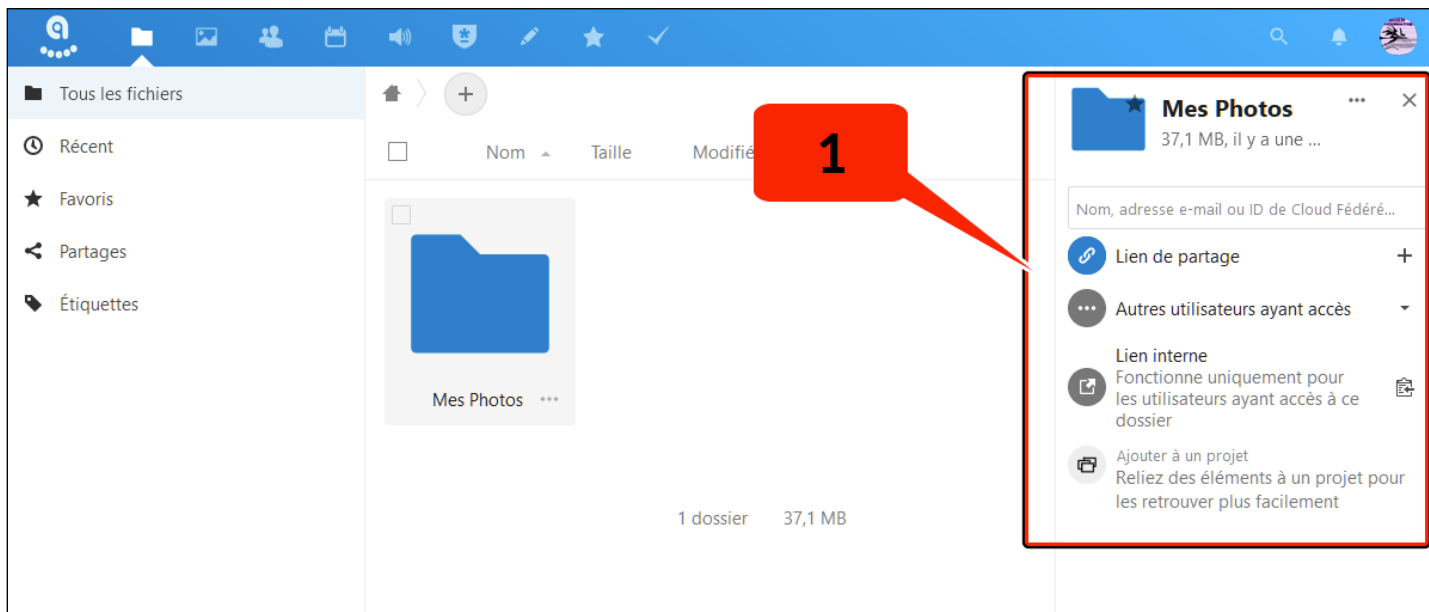 Tous les fichiers
Récent
Favoris
Partages
Étiquettes
Nom Taille Modifié
Mes Photos
1 dossier 37,1 MB
1
Mes Photos
37,1 MB, il y a une ...
Nom, adresse e-mail ou ID de Cloud Fédéré...
Lien de partage
Autres utilisateurs ayant accès
Lien interne
Fonctionne uniquement pour
les utilisateurs ayant accès à ce
dossier
Ajouter à un projet
Reliez des éléments à un projet pour
les retrouver plus facilement